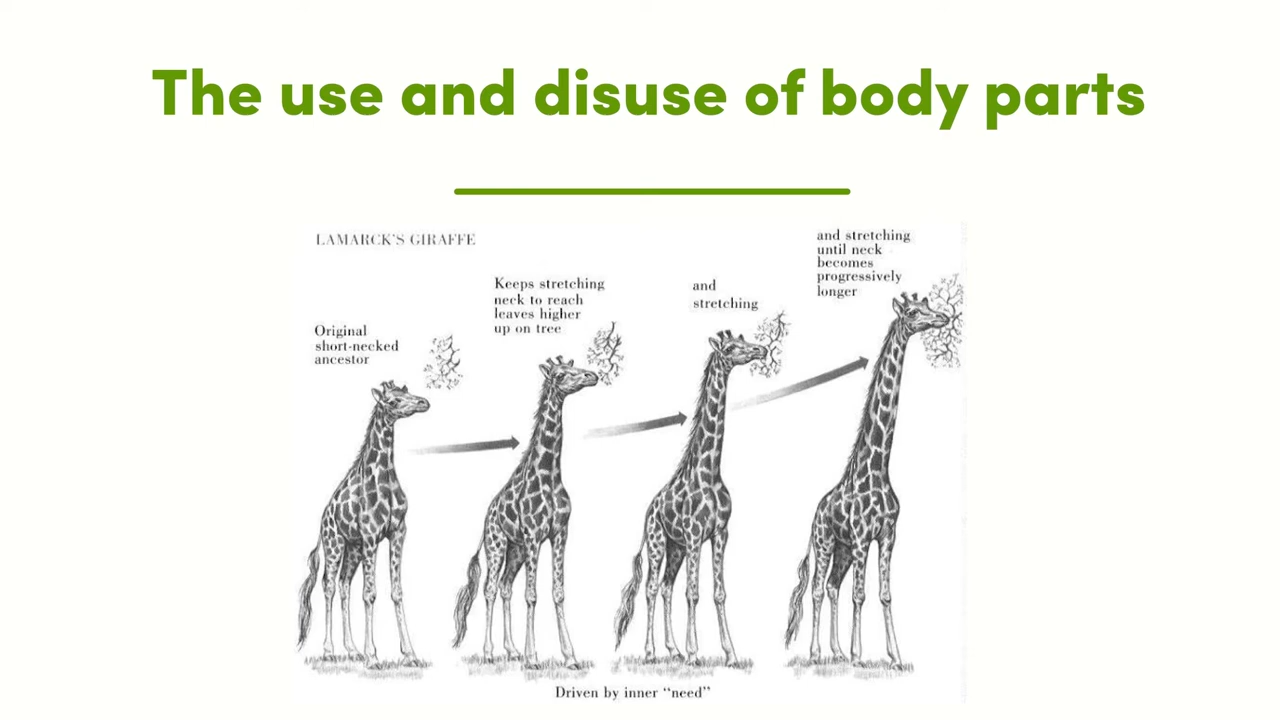 The use and disuse of body parts
LAMARCK'S GIRAFFE
Original
short-necked
ancestor
Keeps stretching
neck to reach
leaves higher
up on tree
and
stretching
and stretching
until neck
becomes
progressively
longer
Driven by inner “need”